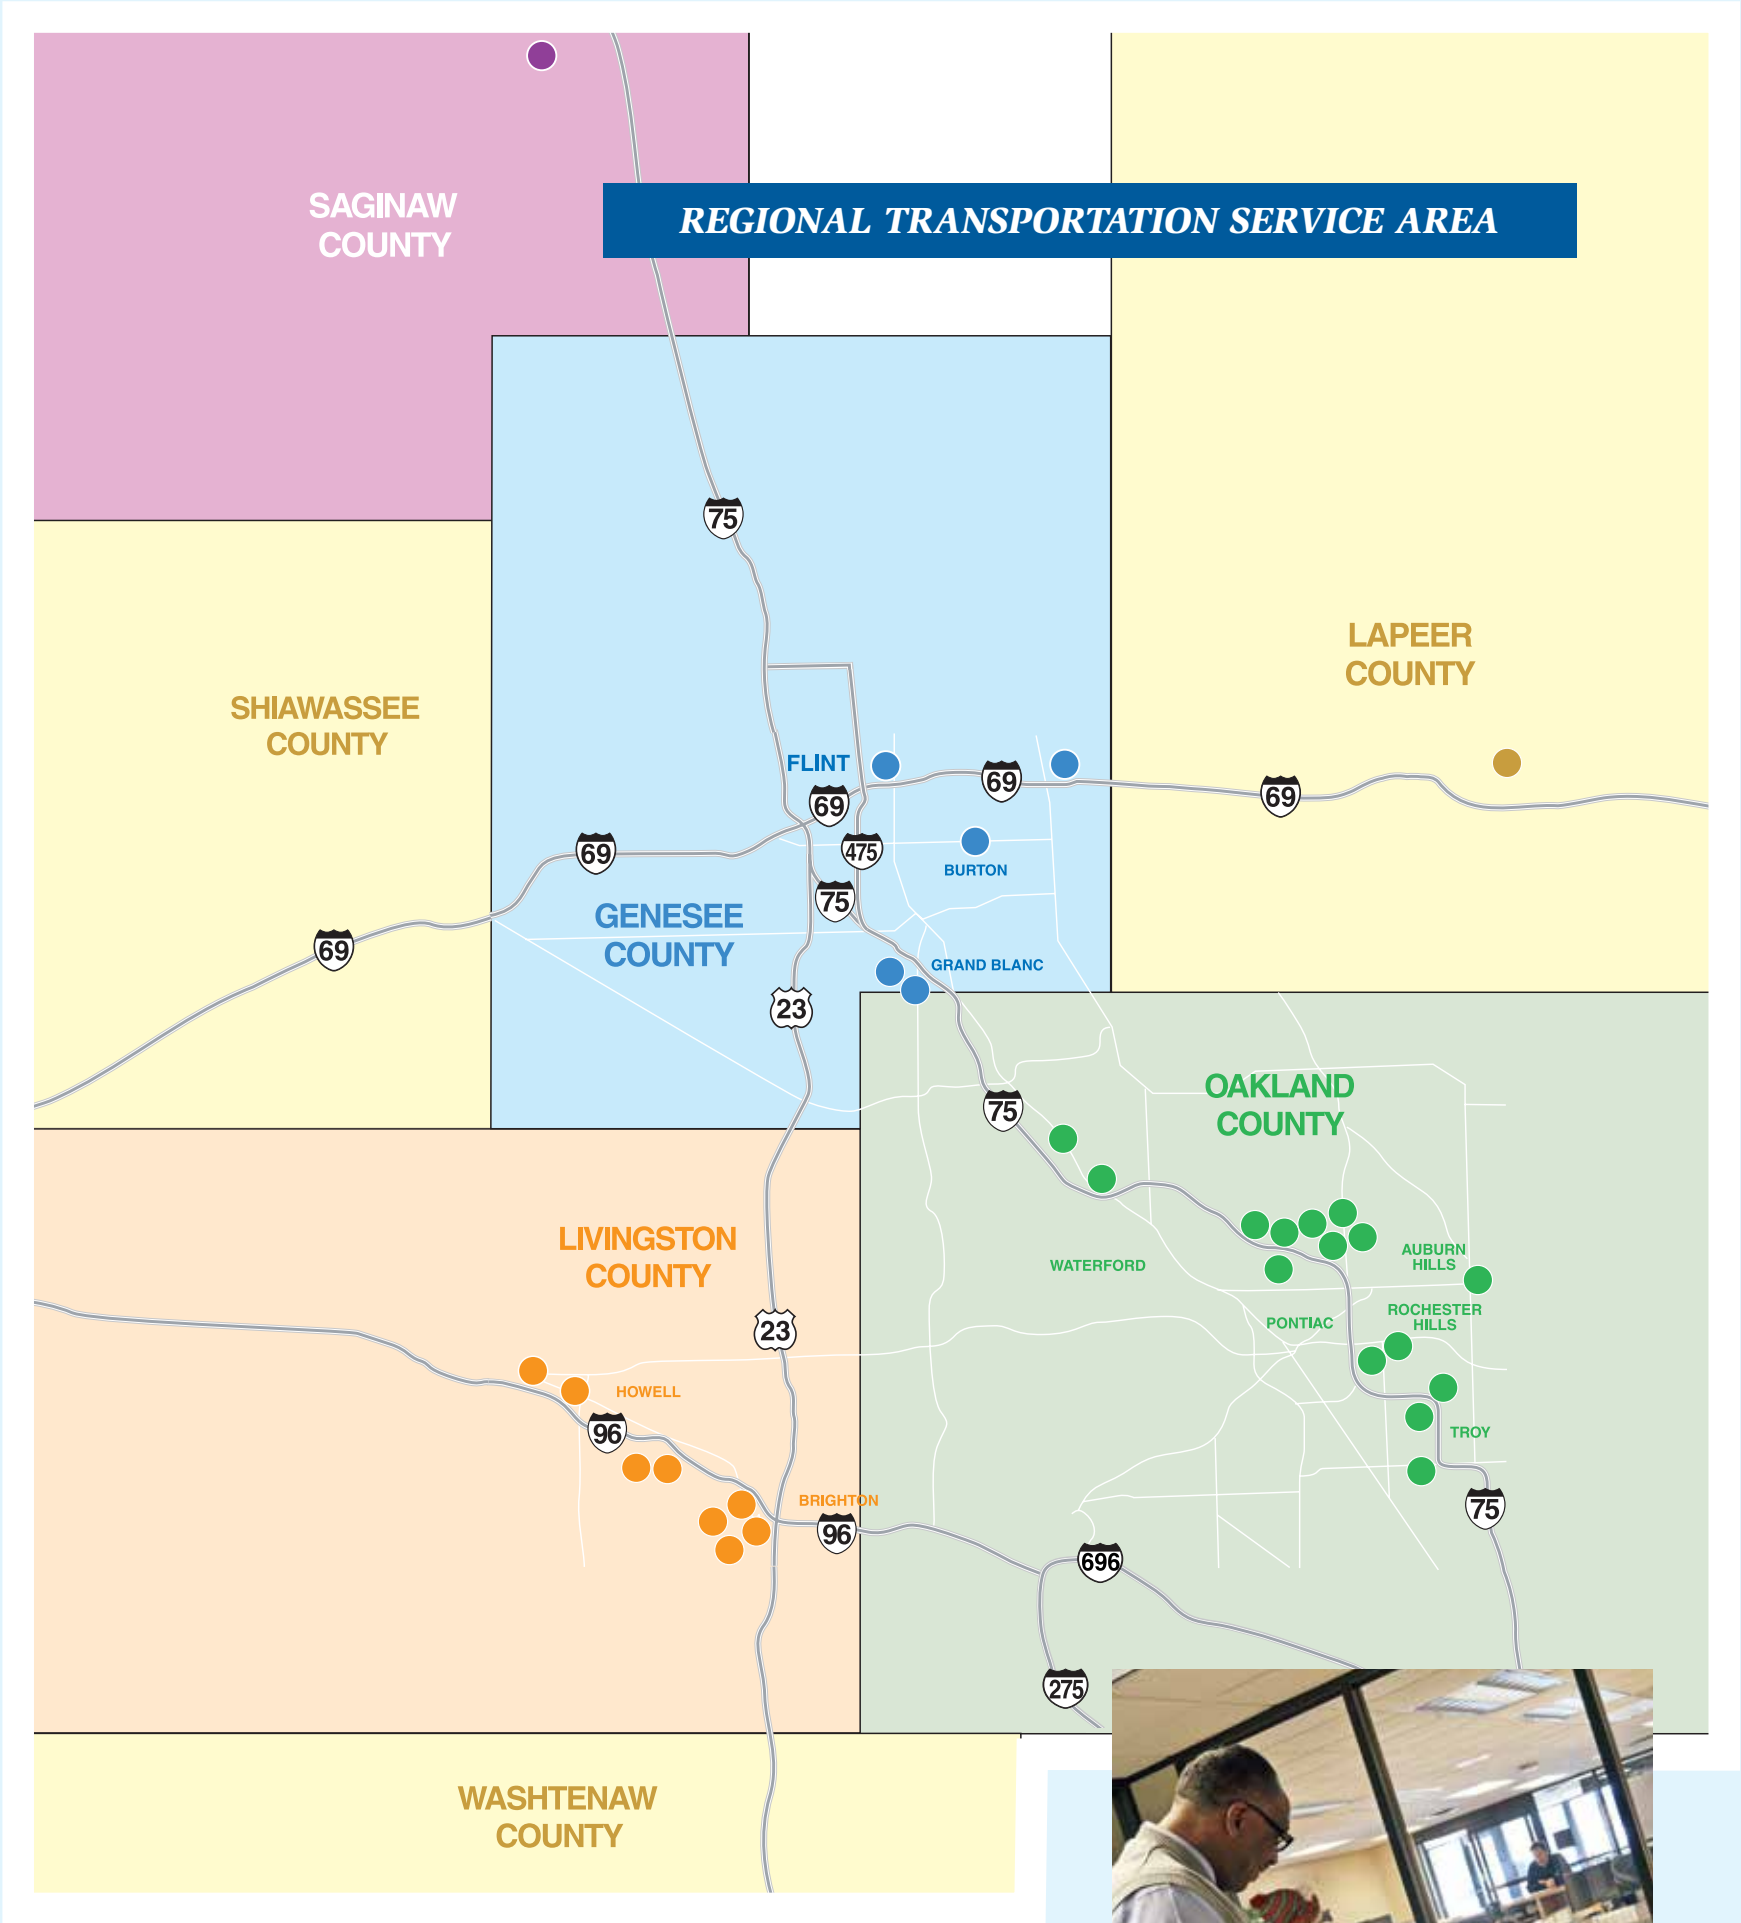 SAGINAW
COUNTY
REGIONAL TRANSPORTATION SERVICE AREA
75
LAPEER
COUNTY
SHIAWASSEE
COUNTY
FLINT
69
69
69
69
475
BURTON
75
GENESEE
COUNTY
69
GRAND BLANC
23
OAKLAND
COUNTY
75
LIVINGSTON
COUNTY
WATERFORD
AUBURN
HILLS
ROCHESTER
HILLS
PONTIAC
23
HOWELL
96
TROY
BRIGHTON
96
75
696
275
WASHTENAW
COUNTY